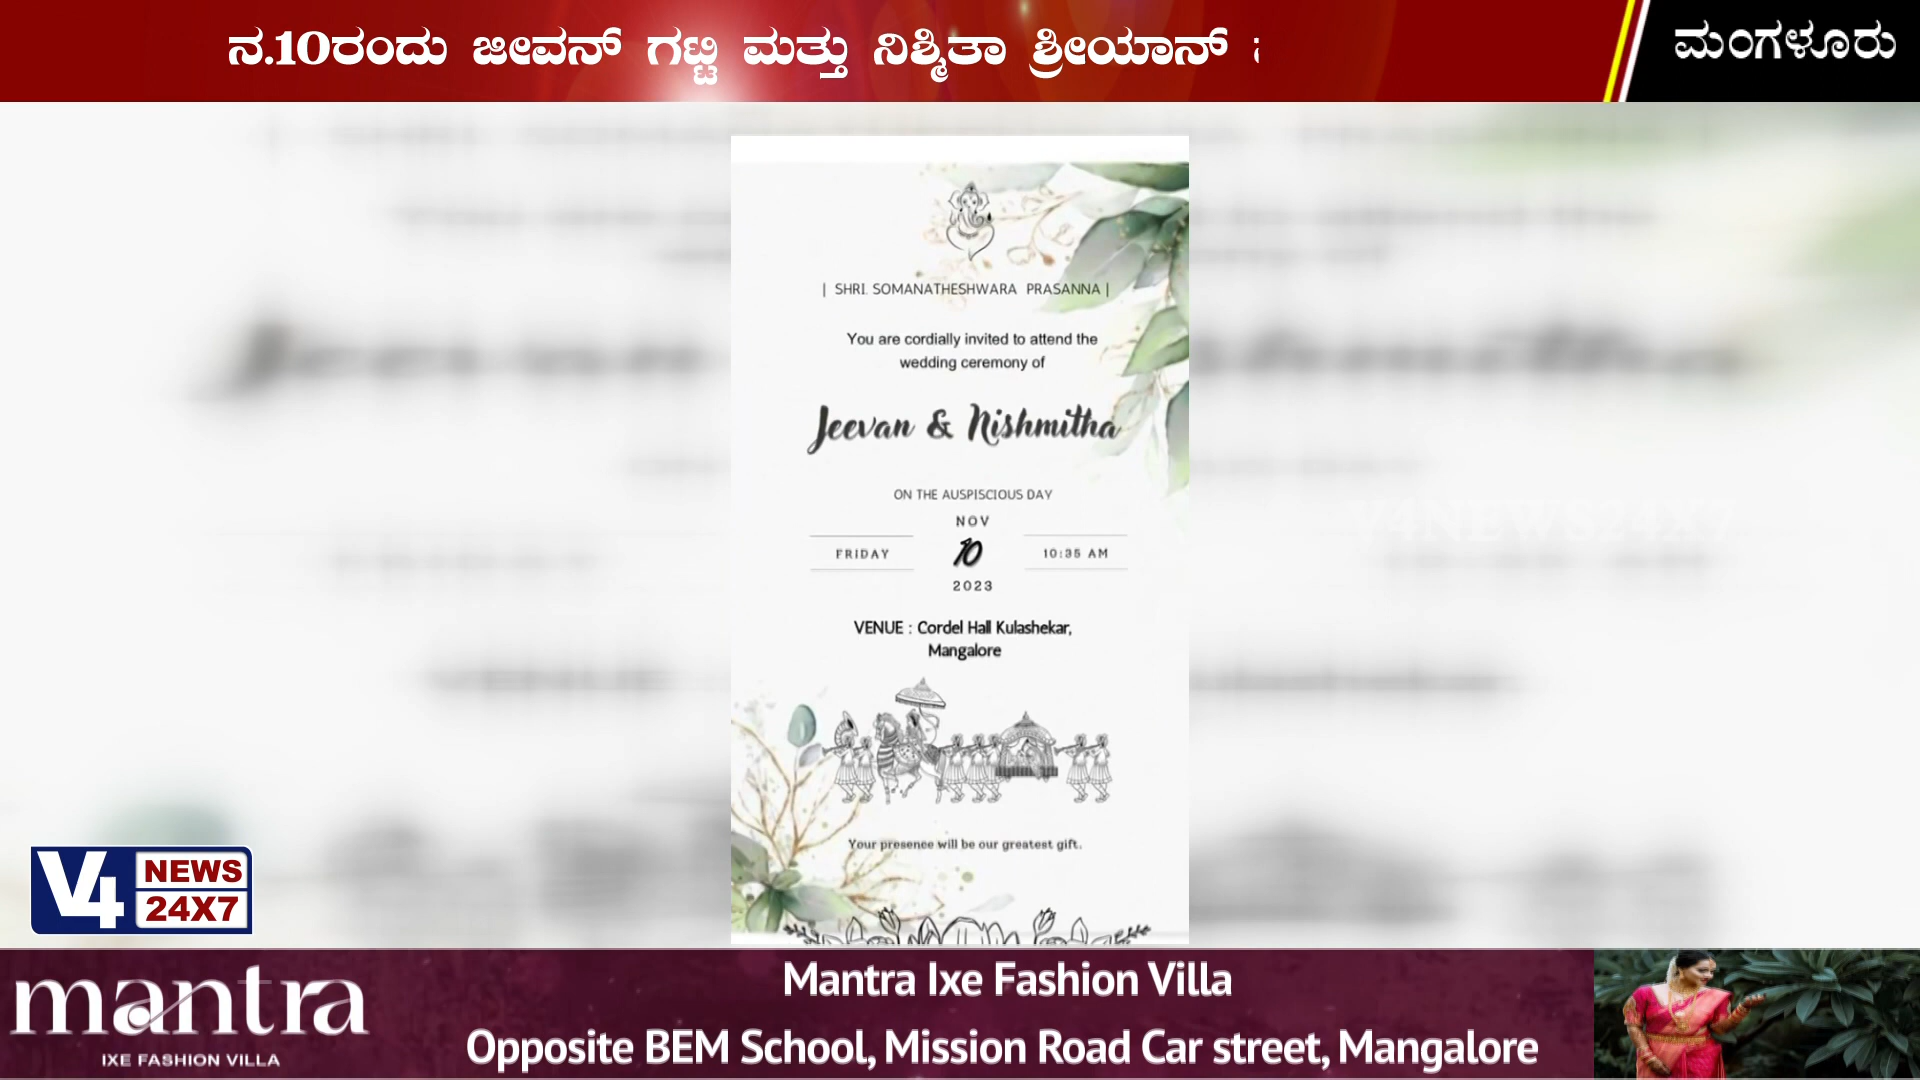 ನ.10ರಂದು ಜೀವನ್ ಗಟ್ಟಿ ಮತ್ತು ನಿಶ್ಮಿತಾ ಶ್ರೀಯಾನ್
ಮಂಗಳೂರು
| SHRI. SOMANATHESHWARA PRASANNA |
You are cordially invited to attend the
wedding ceremony of
Jeevan & Nishmitha
ON THE AUSPISCIOUS DAY
NOV
FRIDAY 10 10:35 AM
2023
VENUE : Cordel Hall Kulashekar,
Mangalore
Your presence will be our greatest gift.
V4NEWS24X7
V4 NEWS
24X7
mantra
IXE FASHION VILLA
Mantra Ixe Fashion Villa
Opposite BEM School, Mission Road Car street, Mangalore